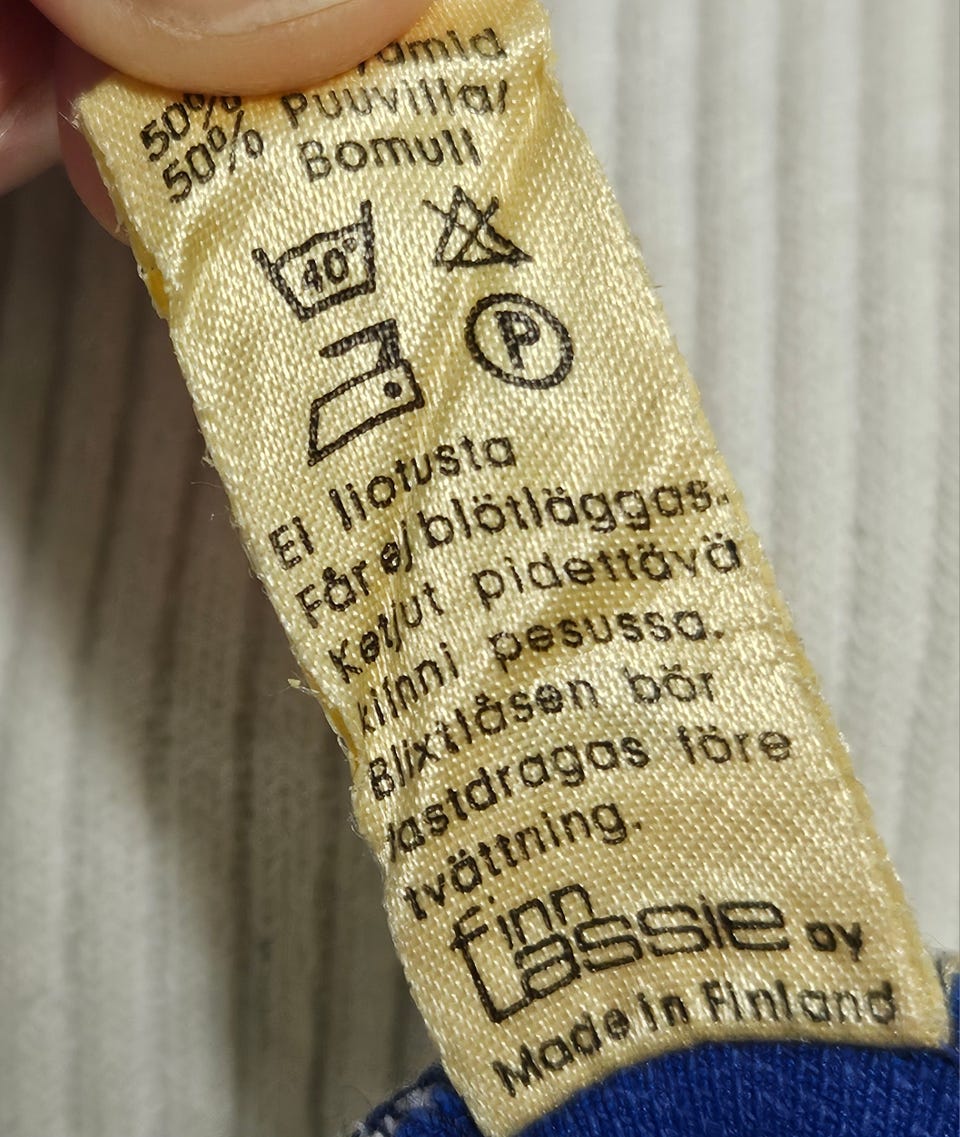 50%
50% Puuvilla/
Bomull
40°
P
Ei liotusta
Får ej blötläggas.
Ketjut pidettävä
kiinni pesussa.
Blixtlåsen bör
fastdragas före
tvättning.
finn
Lassie oy
Made in Finland